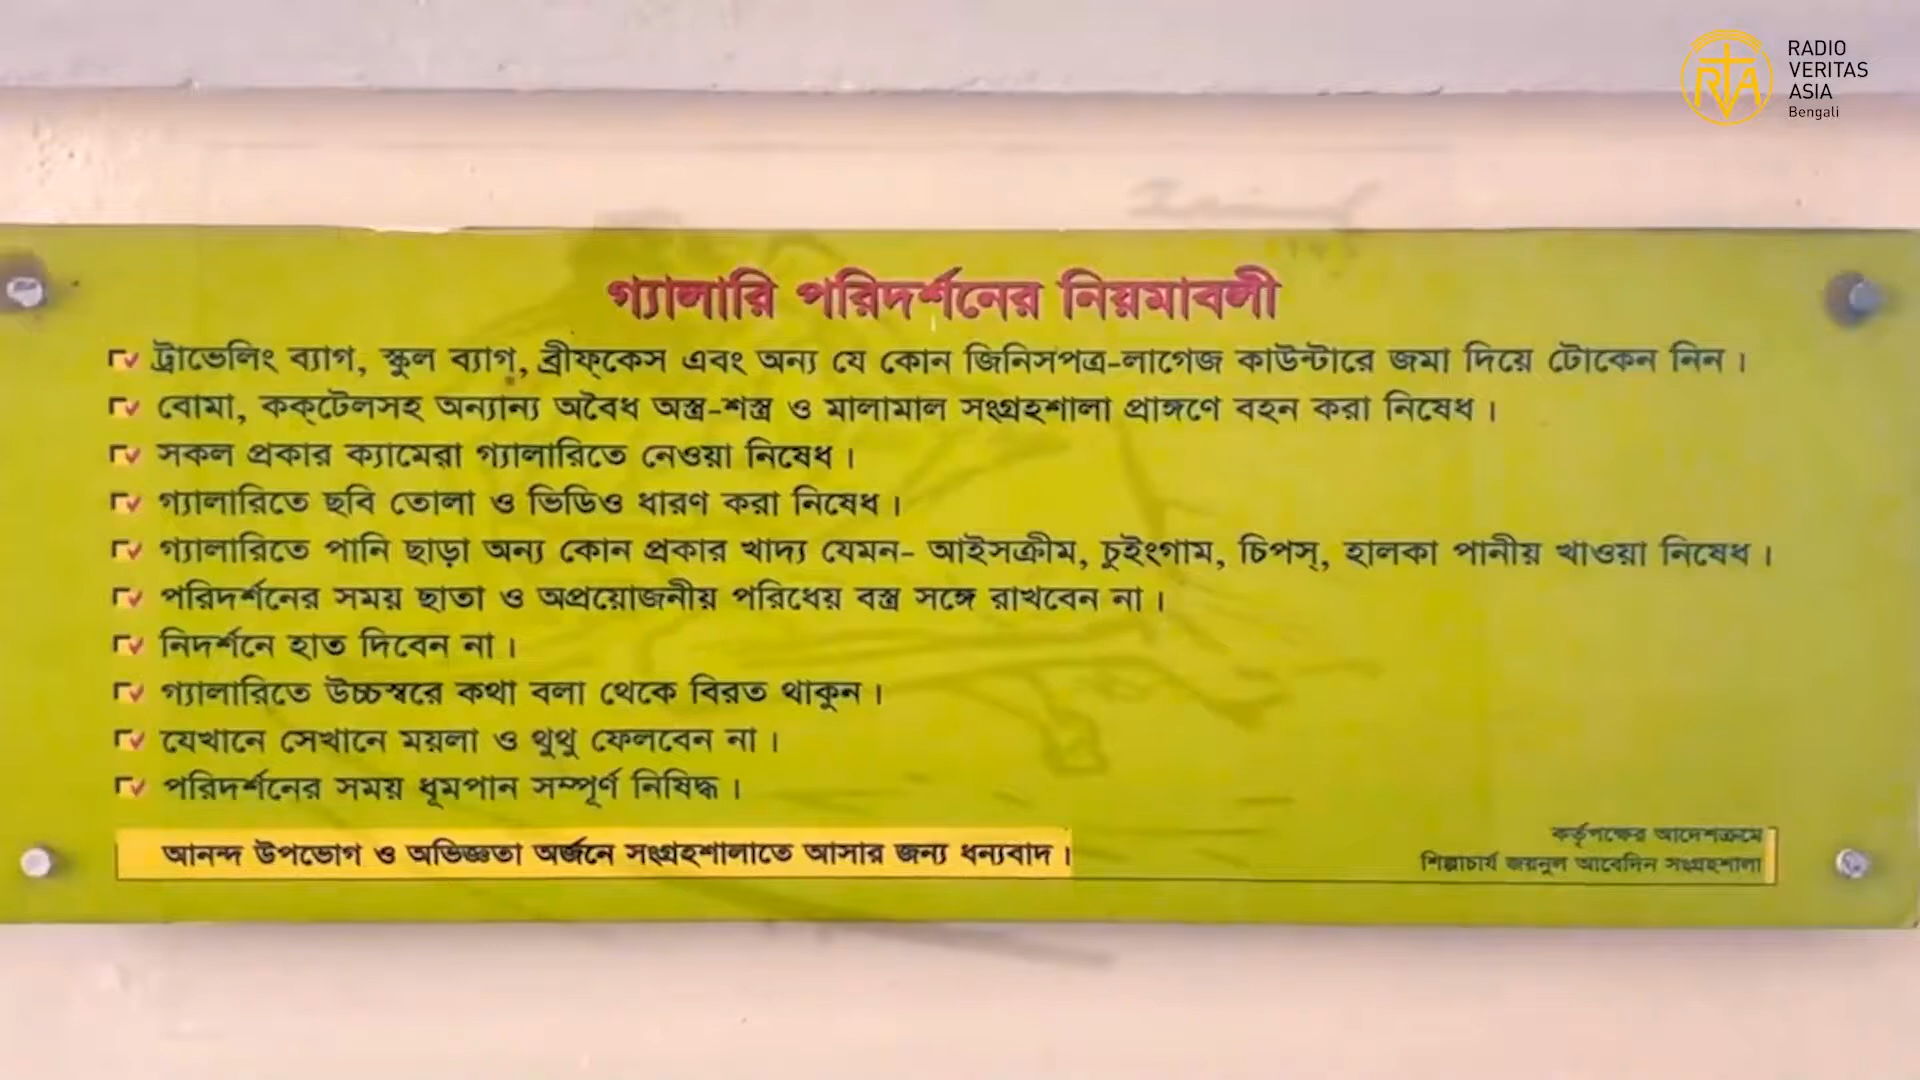 RADIO
VERITAS
ASIA
Bengali
গ্যালারি পরিদর্শনের নিয়মাবলী
ট্রাভেলিং ব্যাগ, স্কুল ব্যাগ, ব্রীফ্‌কেস এবং অন্য যে কোন জিনিসপত্র-লাগেজ কাউন্টারে জমা দিয়ে টোকেন নিন।
বোমা, কক্‌টেলসহ অন্যান্য অবৈধ অস্ত্র-শস্ত্র ও মালামাল সংগ্রহশালা প্রাঙ্গণে বহন করা নিষেধ।
সকল প্রকার ক্যামেরা গ্যালারিতে নেওয়া নিষেধ।
গ্যালারিতে ছবি তোলা ও ভিডিও ধারণ করা নিষেধ।
গ্যালারিতে পানি ছাড়া অন্য কোন প্রকার খাদ্য যেমন- আইসক্রীম, চুইংগাম, চিপস্, হালকা পানীয় খাওয়া নিষেধ।
পরিদর্শনের সময় ছাতা ও অপ্রয়োজনীয় পরিধেয় বস্ত্র সঙ্গে রাখবেন না।
নিদর্শনে হাত দিবেন না।
গ্যালারিতে উচ্চস্বরে কথা বলা থেকে বিরত থাকুন।
যেখানে সেখানে ময়লা ও থুথু ফেলবেন না।
পরিদর্শনের সময় ধূমপান সম্পূর্ণ নিষিদ্ধ।
আনন্দ উপভোগ ও অভিজ্ঞতা অর্জনে সংগ্রহশালাতে আসার জন্য ধন্যবাদ।
কর্তৃপক্ষের আদেশক্রমে
শিল্পাচার্য জয়নুল আবেদিন সংগ্রহশালা